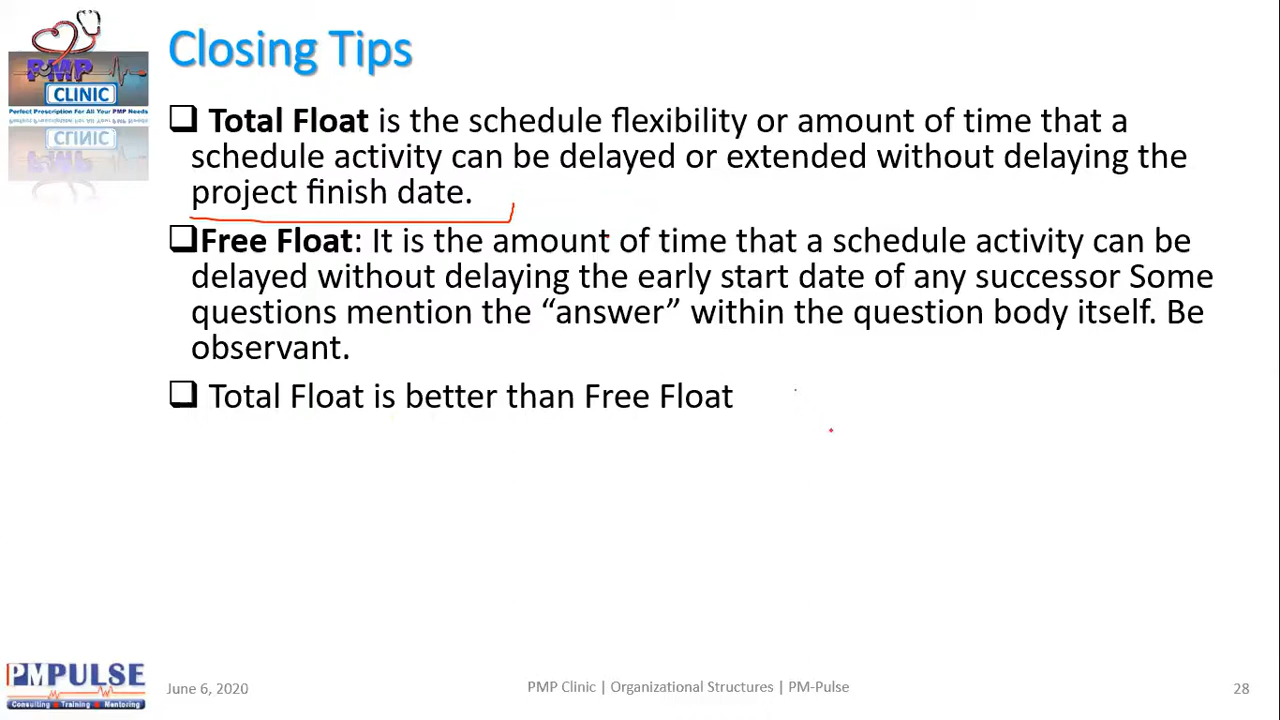 Closing Tips
PMP
CLINIC
Perfect Prescription For All Your PMP Needs
❑ Total Float is the schedule flexibility or amount of time that a
schedule activity can be delayed or extended without delaying the
project finish date.
❑Free Float: It is the amount of time that a schedule activity can be
delayed without delaying the early start date of any successor Some
questions mention the “answer” within the question body itself. Be
observant.
❑ Total Float is better than Free Float
PMPULSE
Consulting Training Mentoring
June 6, 2020
PMP Clinic | Organizational Structures | PM-Pulse
28